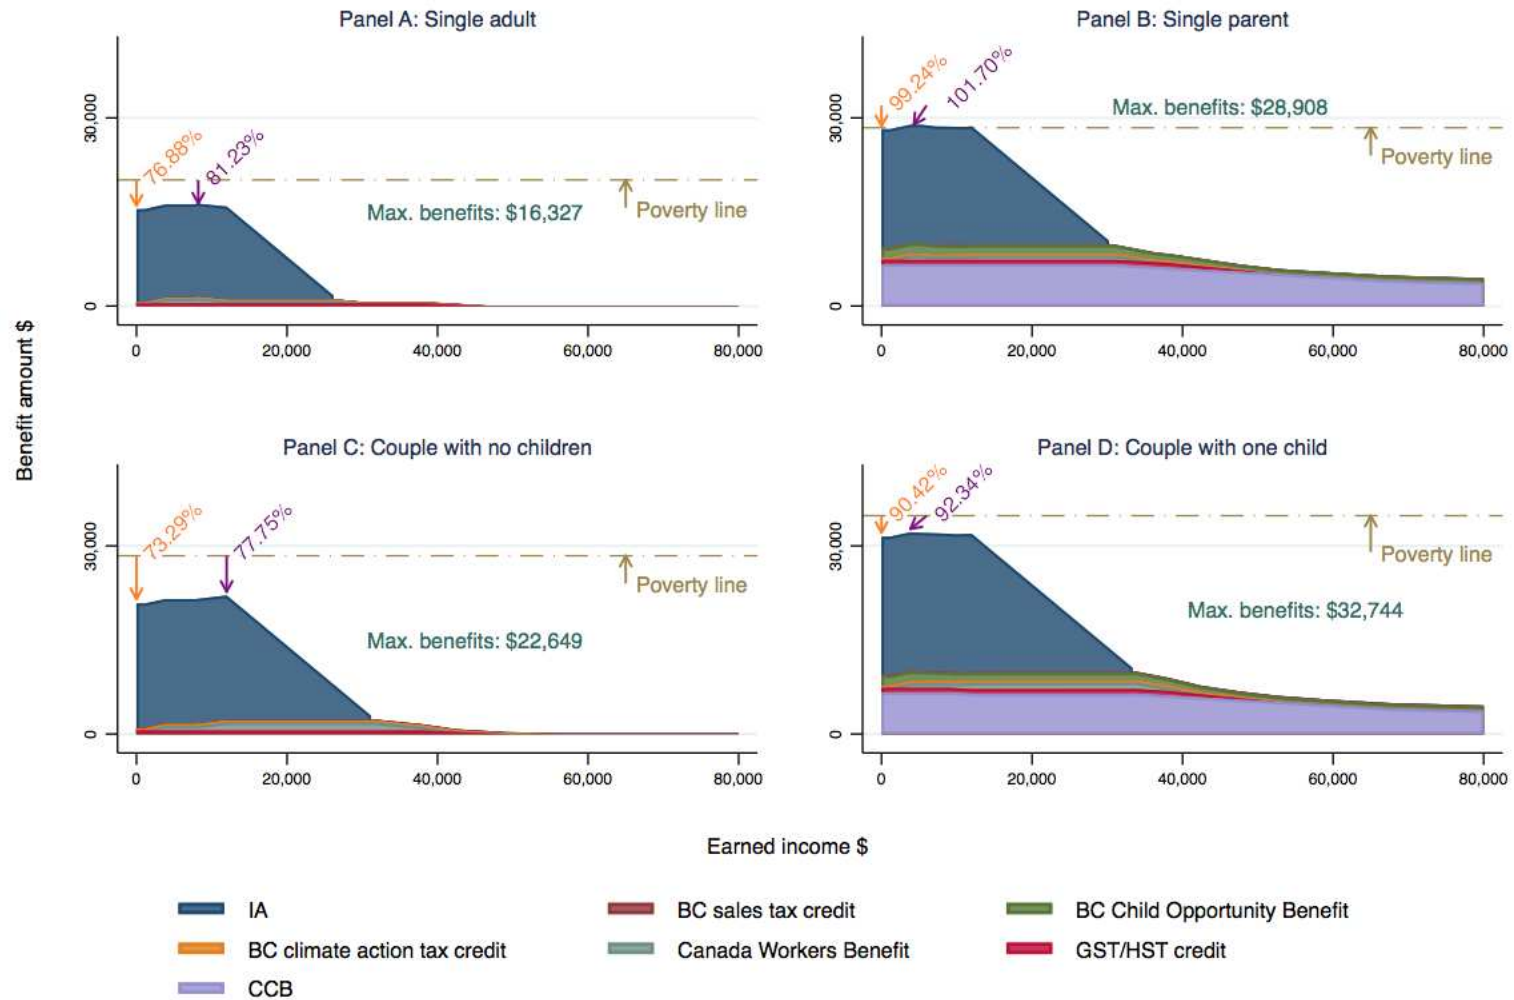 Panel A: Single adult
Panel B: Single parent
76.88%
81.23%
99.24%
101.70%
Max. benefits: $28,908
30,000
30,000
Max. benefits: $16,327
Poverty line
Poverty line
0
0
0
20,000
40,000
60,000
80,000
0
20,000
40,000
60,000
80,000
Benefit amount $
Panel C: Couple with no children
Panel D: Couple with one child
73.29%
77.75%
90.42%
92.34%
30,000
30,000
Poverty line
Poverty line
Max. benefits: $22,649
Max. benefits: $32,744
0
0
0
20,000
40,000
60,000
80,000
0
20,000
40,000
60,000
80,000
Earned income $
IA
BC sales tax credit
BC Child Opportunity Benefit
BC climate action tax credit
Canada Workers Benefit
GST/HST credit
CCB